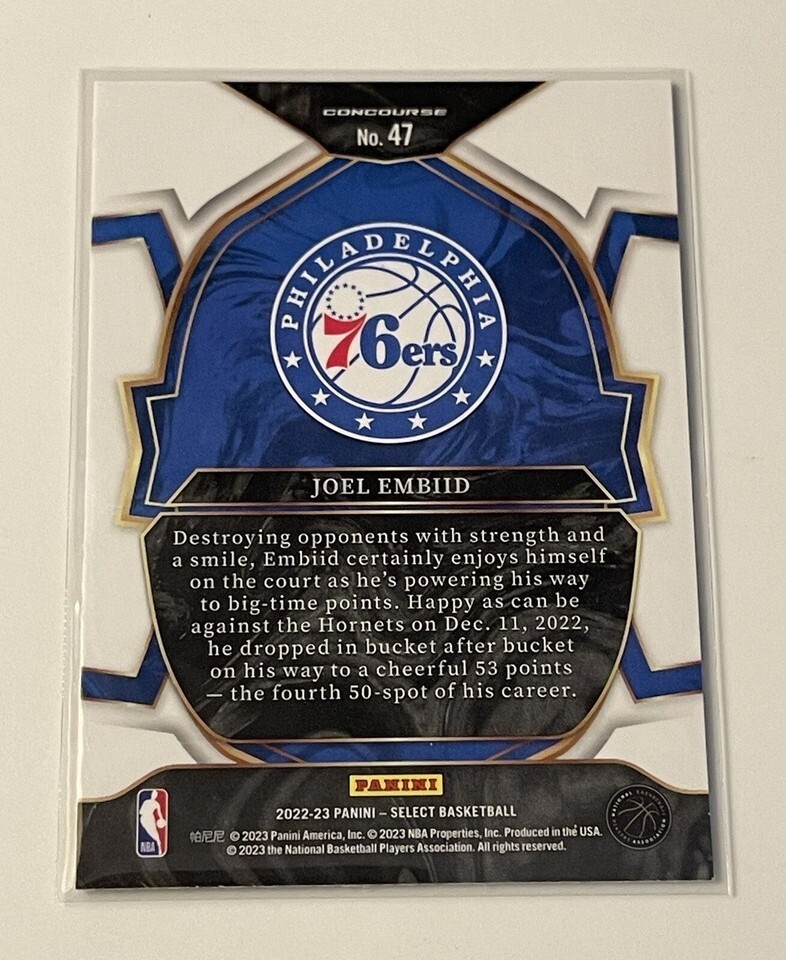 CONCOURSE
No. 47
PHILADELPHIA
76ers
JOEL EMBIID
Destroying opponents with strength and
a smile, Embiid certainly enjoys himself
on the court as he's powering his way
to big-time points. Happy as can be
against the Hornets on Dec. 11, 2022,
he dropped in bucket after bucket
on his way to a cheerful 53 points
— the fourth 50-spot of his career.
PANINI
2022-23 PANINI – SELECT BASKETBALL
帕尼尼 © 2023 Panini America, Inc. © 2023 NBA Properties, Inc. Produced in the USA.
© 2023 the National Basketball Players Association. All rights reserved.
NBA
NATIONAL BASKETBALL PLAYERS ASSOCIATION